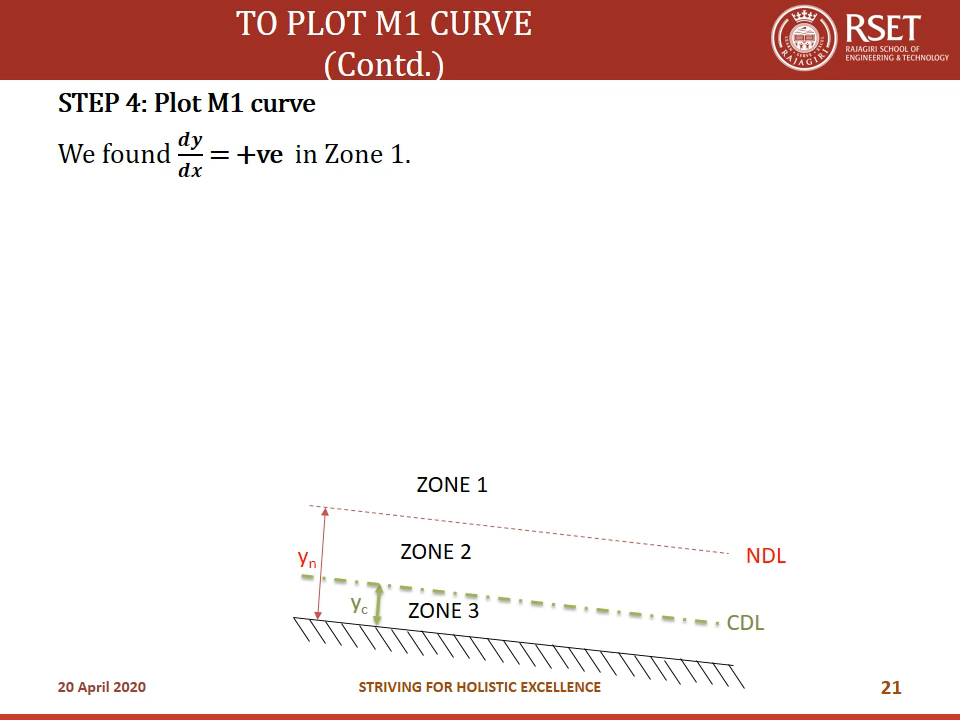 TO PLOT M1 CURVE
(Contd.)
RSET
RAJAGIRI SCHOOL OF
ENGINEERING & TECHNOLOGY
RAJAGIRI
STEP 4: Plot M1 curve
We found dy/dx = +ve in Zone 1.
ZONE 1
ZONE 2
NDL
yn
yc
ZONE 3
CDL
20 April 2020
STRIVING FOR HOLISTIC EXCELLENCE
21